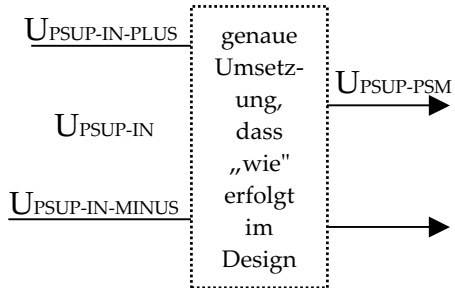 UPSUP-IN-PLUS
UPSUP-IN
UPSUP-IN-MINUS
genaue
Umsetz-
ung,
dass
„wie"
erfolgt
im
Design
UPSUP-PSM